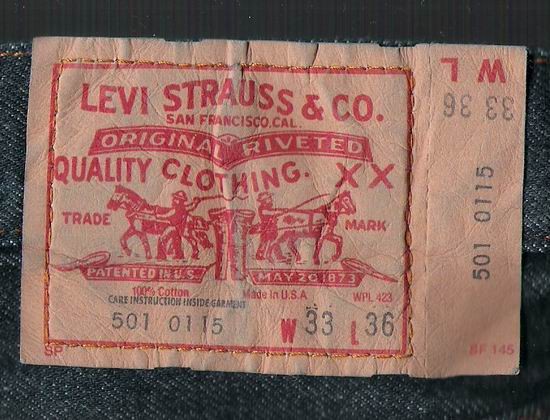 LEVI STRAUSS & CO.
SAN FRANCISCO, CAL.
ORIGINAL RIVETED
QUALITY CLOTHING. XX
TRADE MARK
PATENTED IN U.S. MAY 20 1873
100% Cotton Made in U.S.A WPL 423
CARE INSTRUCTION INSIDE GARMENT
501 0115 W 33 L 36
SP
W L
33 36
501 0115
SF 145